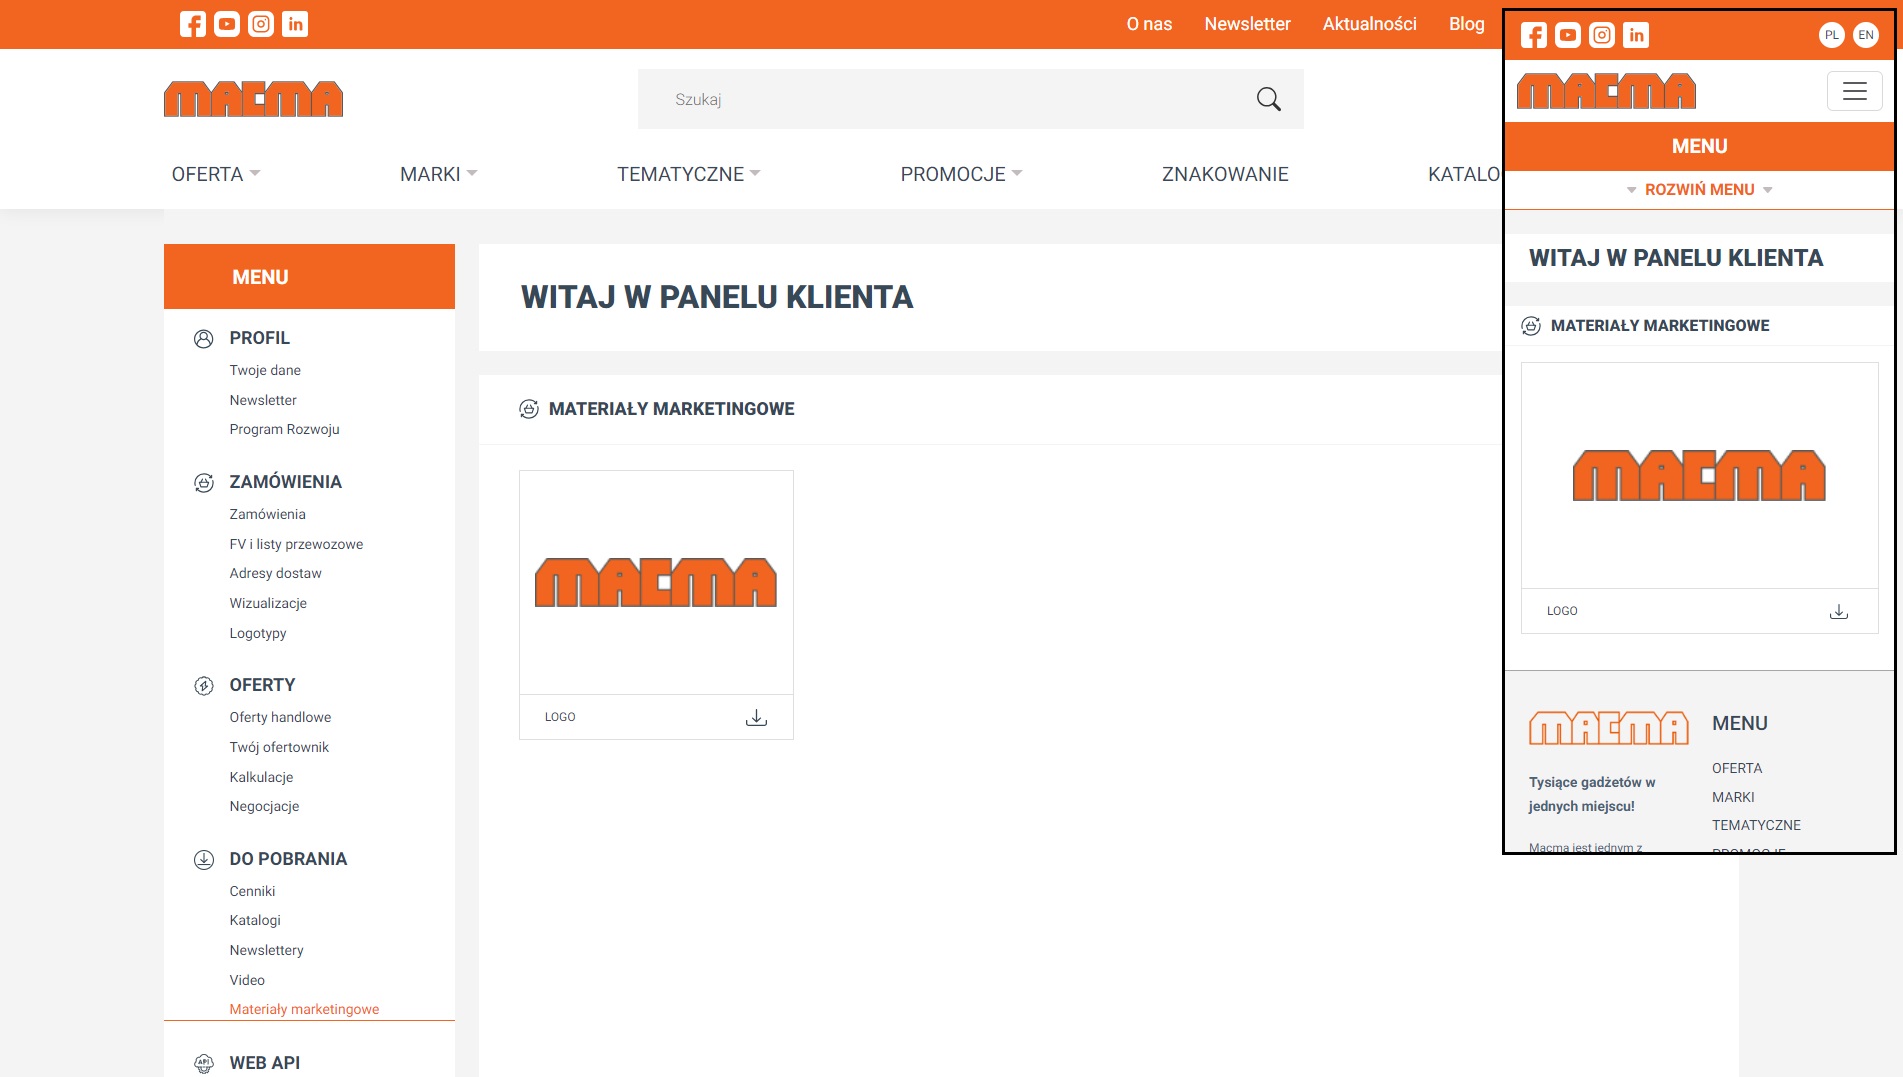 O nas Newsletter Aktualności Blog
MACMA
Szukaj
OFERTA MARKI TEMATYCZNE PROMOCJE ZNAKOWANIE KATALO
MENU
PROFIL
Twoje dane
Newsletter
Program Rozwoju
ZAMÓWIENIA
Zamówienia
FV i listy przewozowe
Adresy dostaw
Wizualizacje
Logotypy
OFERTY
Oferty handlowe
Twój ofertownik
Kalkulacje
Negocjacje
DO POBRANIA
Cenniki
Katalogi
Newslettery
Video
Materiały marketingowe
API
WEB API
WITAJ W PANELU KLIENTA
MATERIAŁY MARKETINGOWE
MACMA
LOGO
PL EN
MACMA
MENU
ROZWIŃ MENU
WITAJ W PANELU KLIENTA
MATERIAŁY MARKETINGOWE
MACMA
LOGO
MACMA
Tysiące gadżetów w
jednych miejscu!
Macma jest jednym z
MENU
OFERTA
MARKI
TEMATYCZNE
PROMOCJE